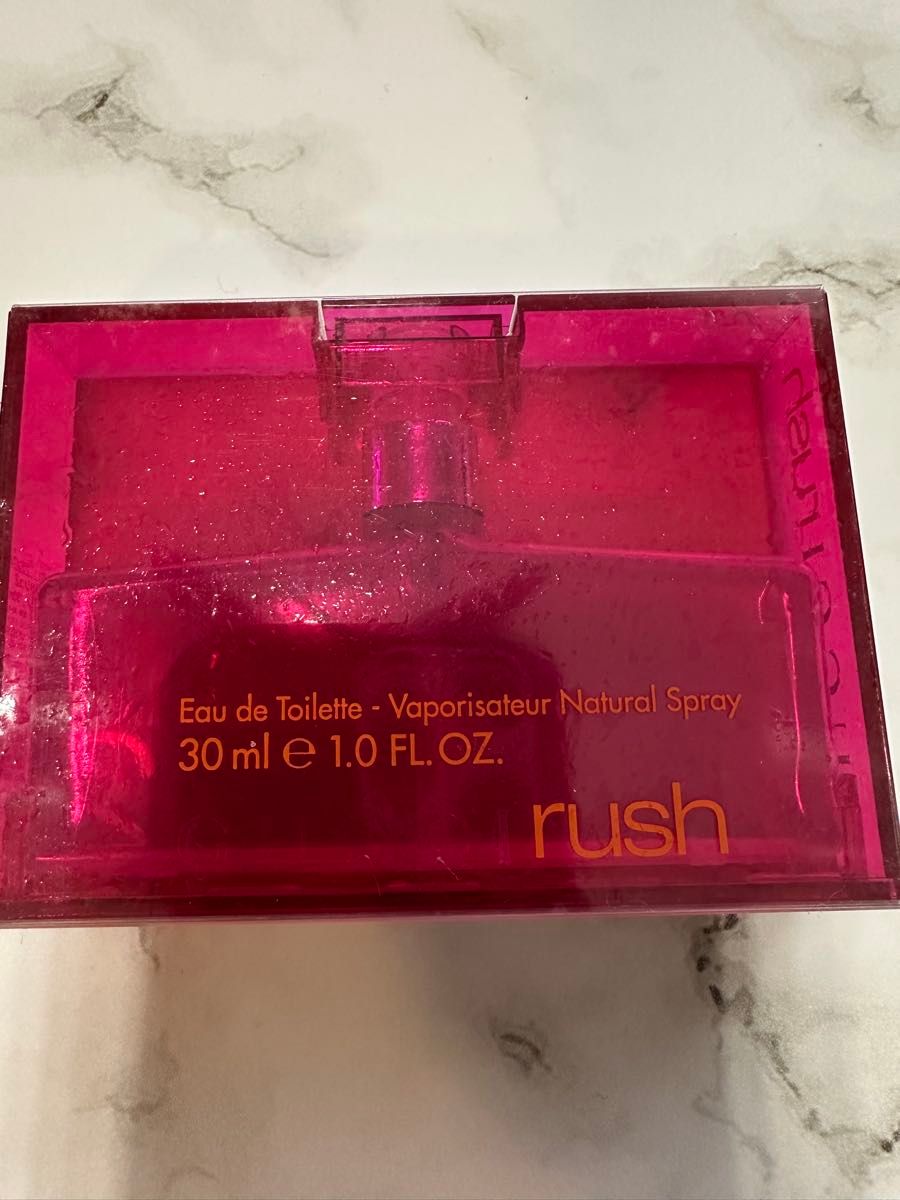 Eau de Toilette - Vaporisateur Natural Spray
30 ml ℮ 1.0 FL. OZ.
rush